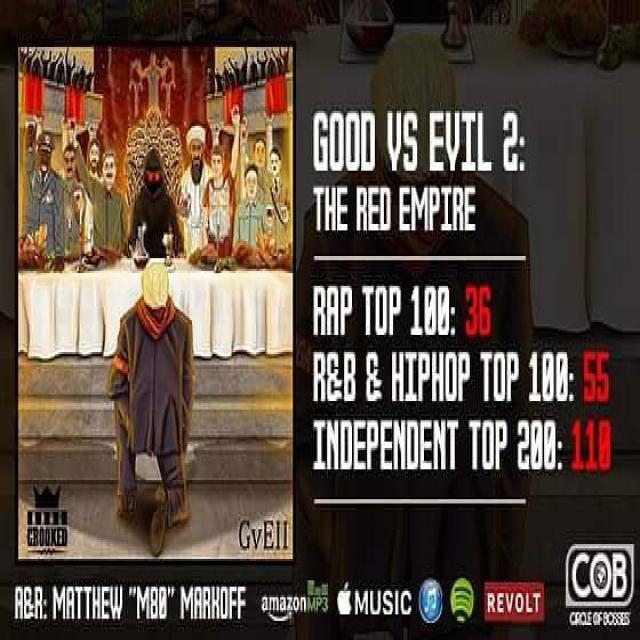 GOOD VS EVIL 2:
THE RED EMPIRE
RAP TOP 100: 36
R&B & HIPHOP TOP 100: 55
INDEPENDENT TOP 200: 110
CROOKED
GvEII
A&R: MATTHEW "M80" MARKOFF
amazonMP3
MUSIC
REVOLT
COB
CIRCLE OF BOSSES